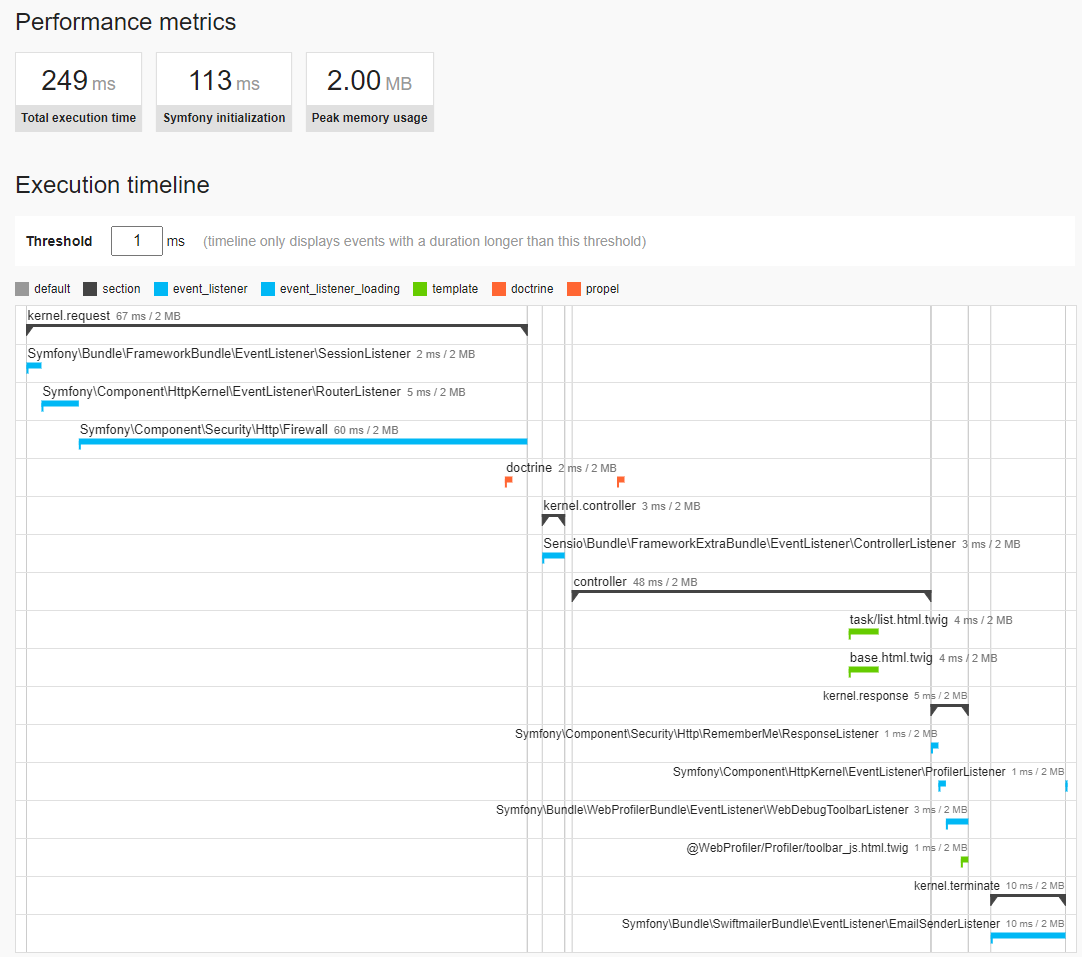 Performance metrics
249 ms 113 ms 2.00 MB
Total execution time Symfony initialization Peak memory usage
Execution timeline
Threshold 1 ms (timeline only displays events with a duration longer than this threshold)
default section event_listener event_listener_loading template doctrine propel
kernel.request 67 ms / 2 MB
Symfony\Bundle\FrameworkBundle\EventListener\SessionListener 2 ms / 2 MB
Symfony\Component\HttpKernel\EventListener\RouterListener 5 ms / 2 MB
Symfony\Component\Security\Http\Firewall 60 ms / 2 MB
doctrine 2 ms / 2 MB
kernel.controller 3 ms / 2 MB
Sensio\Bundle\FrameworkExtraBundle\EventListener\ControllerListener 3 ms / 2 MB
controller 48 ms / 2 MB
task/list.html.twig 4 ms / 2 MB
base.html.twig 4 ms / 2 MB
kernel.response 5 ms / 2 MB
Symfony\Component\Security\Http\RememberMe\ResponseListener 1 ms / 2 MB
Symfony\Component\HttpKernel\EventListener\ProfilerListener 1 ms / 2 MB
Symfony\Bundle\WebProfilerBundle\EventListener\WebDebugToolbarListener 3 ms / 2 MB
@WebProfiler/Profiler/toolbar_js.html.twig 1 ms / 2 MB
kernel.terminate 10 ms / 2 MB
Symfony\Bundle\SwiftmailerBundle\EventListener\EmailSenderListener 10 ms / 2 MB